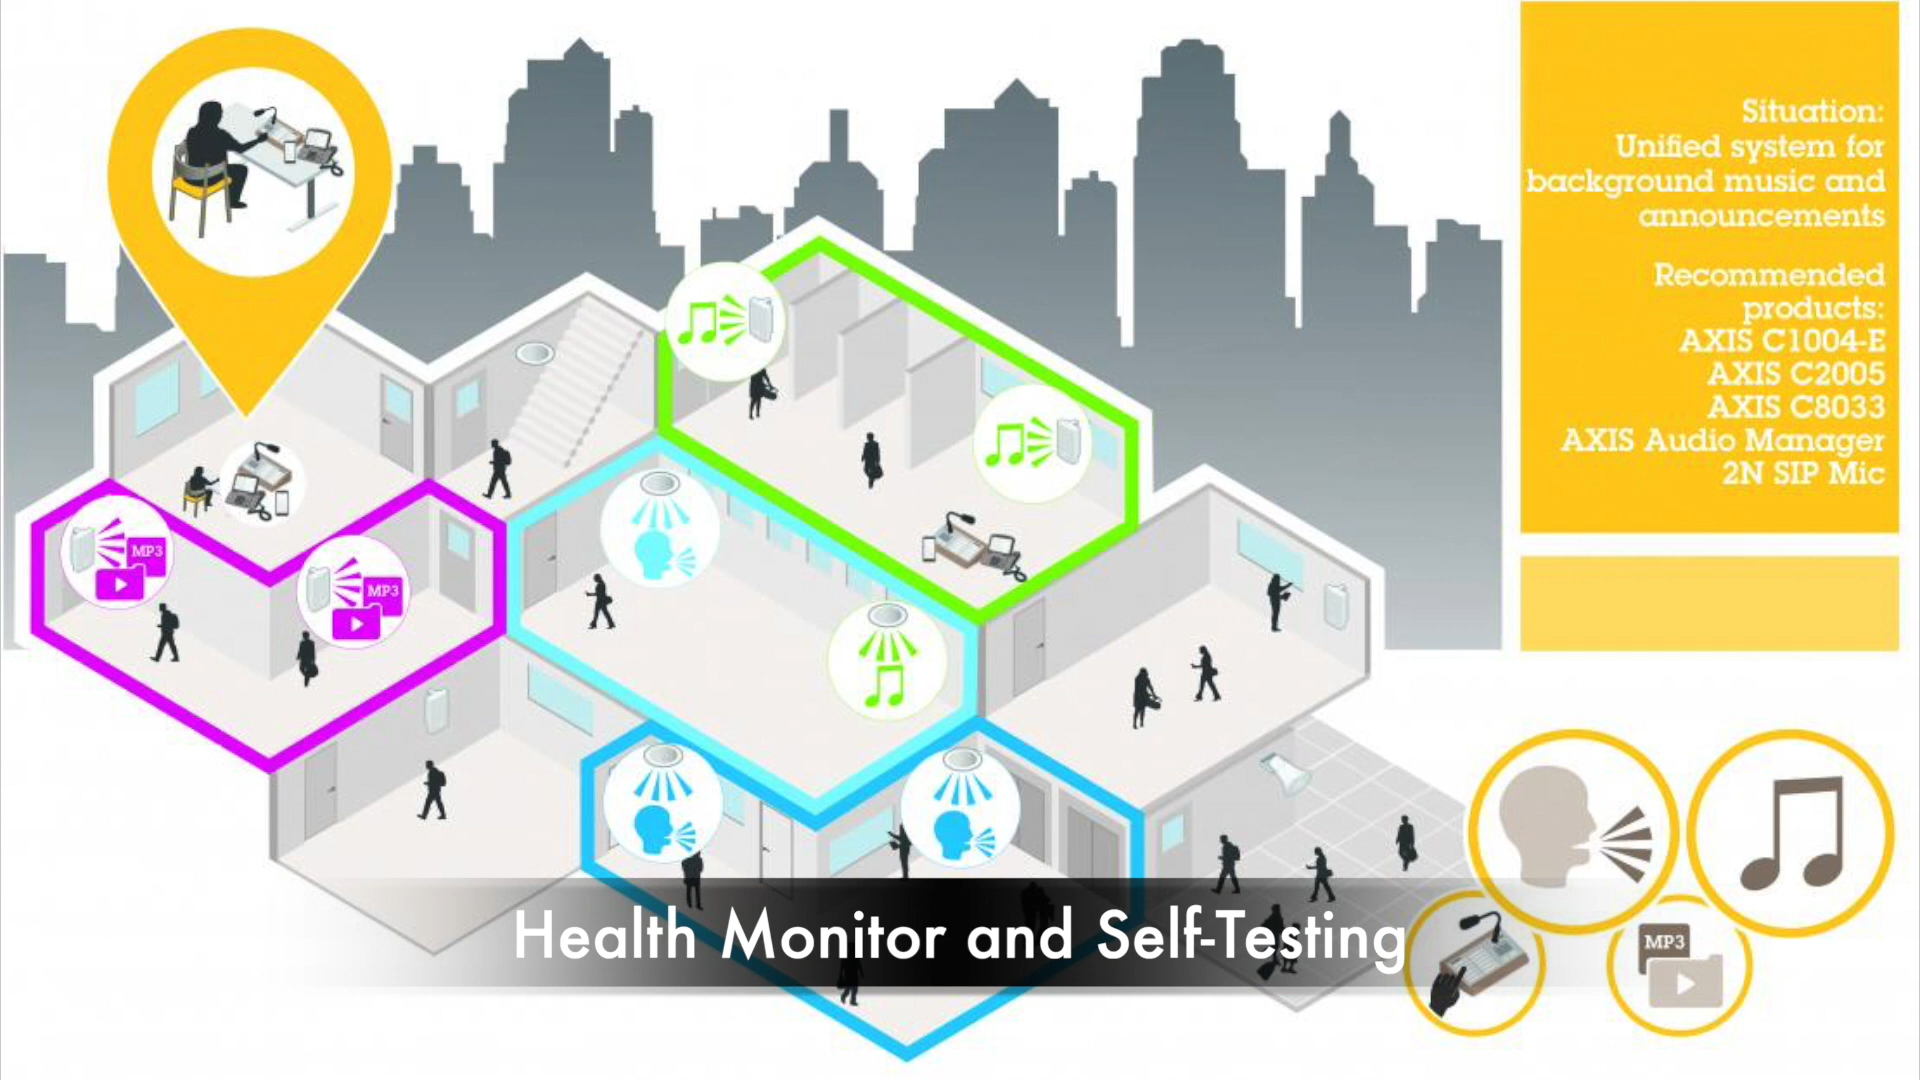 Situation:
Unified system for
background music and
announcements
Recommended
products:
AXIS C1004-E
AXIS C2005
AXIS C8033
AXIS Audio Manager
2N SIP Mic
MP3
MP3
Health Monitor and Self-Testing
MP3